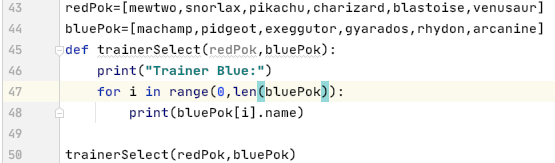 43 redPok=[mewtwo,snorlax,pikachu,charizard,blastoise,venusaur]
44 bluePok=[machamp,pidgeot,exeggutor,gyarados,rhydon,arcanine]
45 def trainerSelect(redPok,bluePok):
46     print("Trainer Blue:")
47     for i in range(0,len(bluePok)):
48         print(bluePok[i].name)
49
50 trainerSelect(redPok,bluePok)